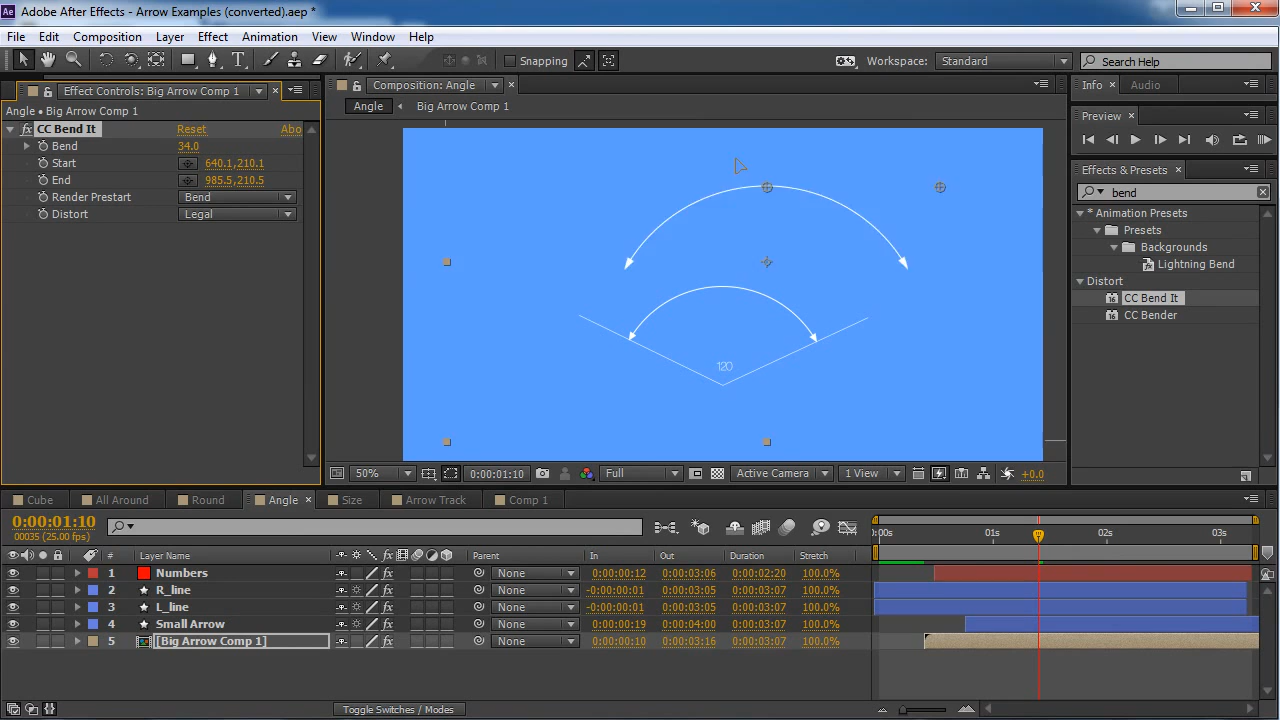 Adobe After Effects - Arrow Examples (converted).aep *
File Edit Composition Layer Effect Animation View Window Help
Snapping Workspace: Standard Search Help
Effect Controls: Big Arrow Comp 1
Composition: Angle
Info Audio
Angle • Big Arrow Comp 1
Angle Big Arrow Comp 1
Preview
fx CC Bend It Reset Abo
Bend 34.0
Start 640.1,210.1
End 985.5,210.5
Render Prestart Bend
Distort Legal
Effects & Presets
bend
* Animation Presets
Presets
Backgrounds
Lightning Bend
Distort
CC Bend It
CC Bender
120
50% 0:00:01:10 Full Active Camera 1 View +0.0
Cube All Around Round Angle Size Arrow Track Comp 1
0:00:01:10
00035 (25.00 fps)
:00s 01s 02s 03s
# Layer Name fx Parent In Out Duration Stretch
1 Numbers fx None 0:00:00:12 0:00:03:06 0:00:02:20 100.0%
2 R_line fx None -0:00:00:01 0:00:03:05 0:00:03:07 100.0%
3 L_line fx None -0:00:00:01 0:00:03:05 0:00:03:07 100.0%
4 Small Arrow fx None 0:00:00:19 0:00:04:00 0:00:03:07 100.0%
5 [Big Arrow Comp 1] fx None 0:00:00:10 0:00:03:16 0:00:03:07 100.0%
Toggle Switches / Modes